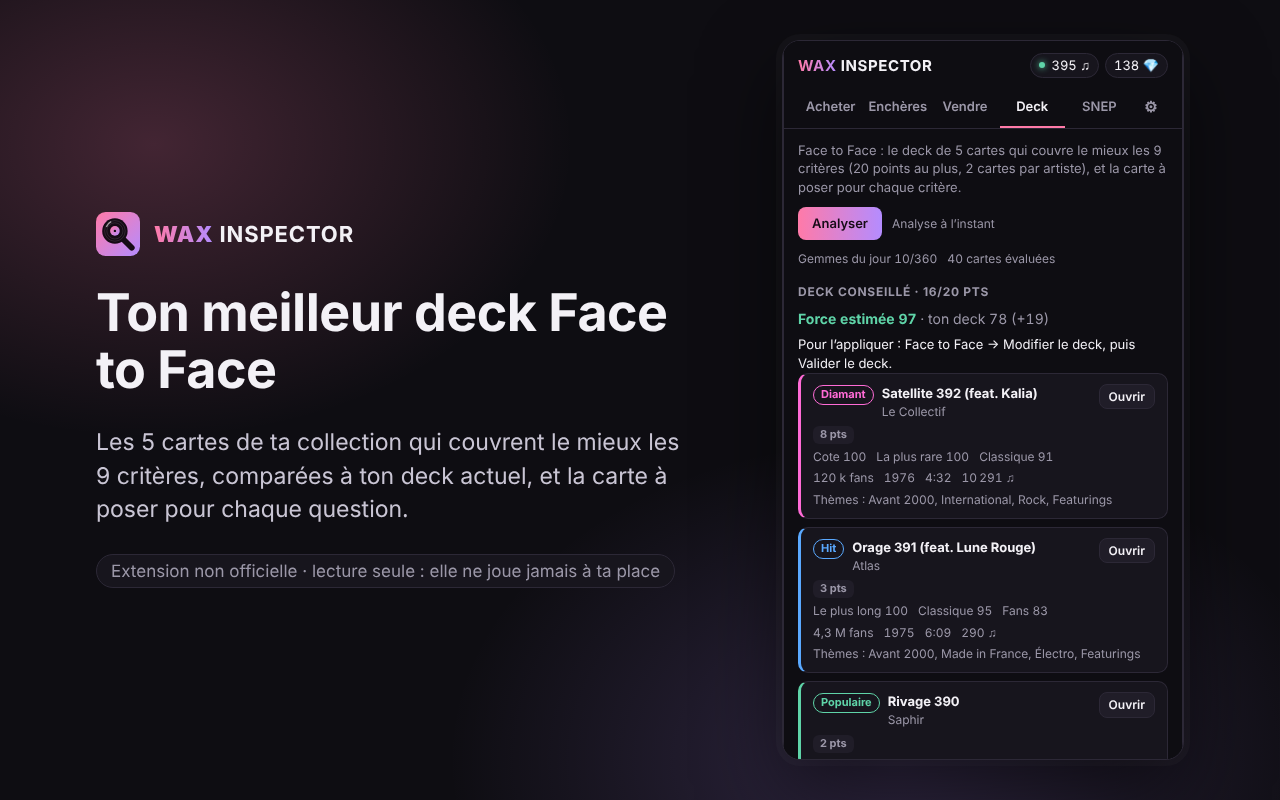 WAX INSPECTOR
Ton meilleur deck Face
to Face
Les 5 cartes de ta collection qui couvrent le mieux les
9 critères, comparées à ton deck actuel, et la carte à
poser pour chaque question.
Extension non officielle · lecture seule : elle ne joue jamais à ta place
WAX INSPECTOR
395 ♫
138 💎
Acheter Enchères Vendre Deck SNEP ⚙
Face to Face : le deck de 5 cartes qui couvre le mieux les 9
critères (20 points au plus, 2 cartes par artiste), et la carte à
poser pour chaque critère.
Analyser Analyse à l’instant
Gemmes du jour 10/360 40 cartes évaluées
DECK CONSEILLÉ · 16/20 PTS
Force estimée 97 · ton deck 78 (+19)
Pour l’appliquer : Face to Face → Modifier le deck, puis
Valider le deck.
Diamant Satellite 392 (feat. Kalia) Ouvrir
Le Collectif
8 pts
Cote 100 La plus rare 100 Classique 91
120 k fans 1976 4:32 10 291 ♫
Thèmes : Avant 2000, International, Rock, Featurings
Hit Orage 391 (feat. Lune Rouge) Ouvrir
Atlas
3 pts
Le plus long 100 Classique 95 Fans 83
4,3 M fans 1975 6:09 290 ♫
Thèmes : Avant 2000, Made in France, Électro, Featurings
Populaire Rivage 390 Ouvrir
Saphir
2 pts